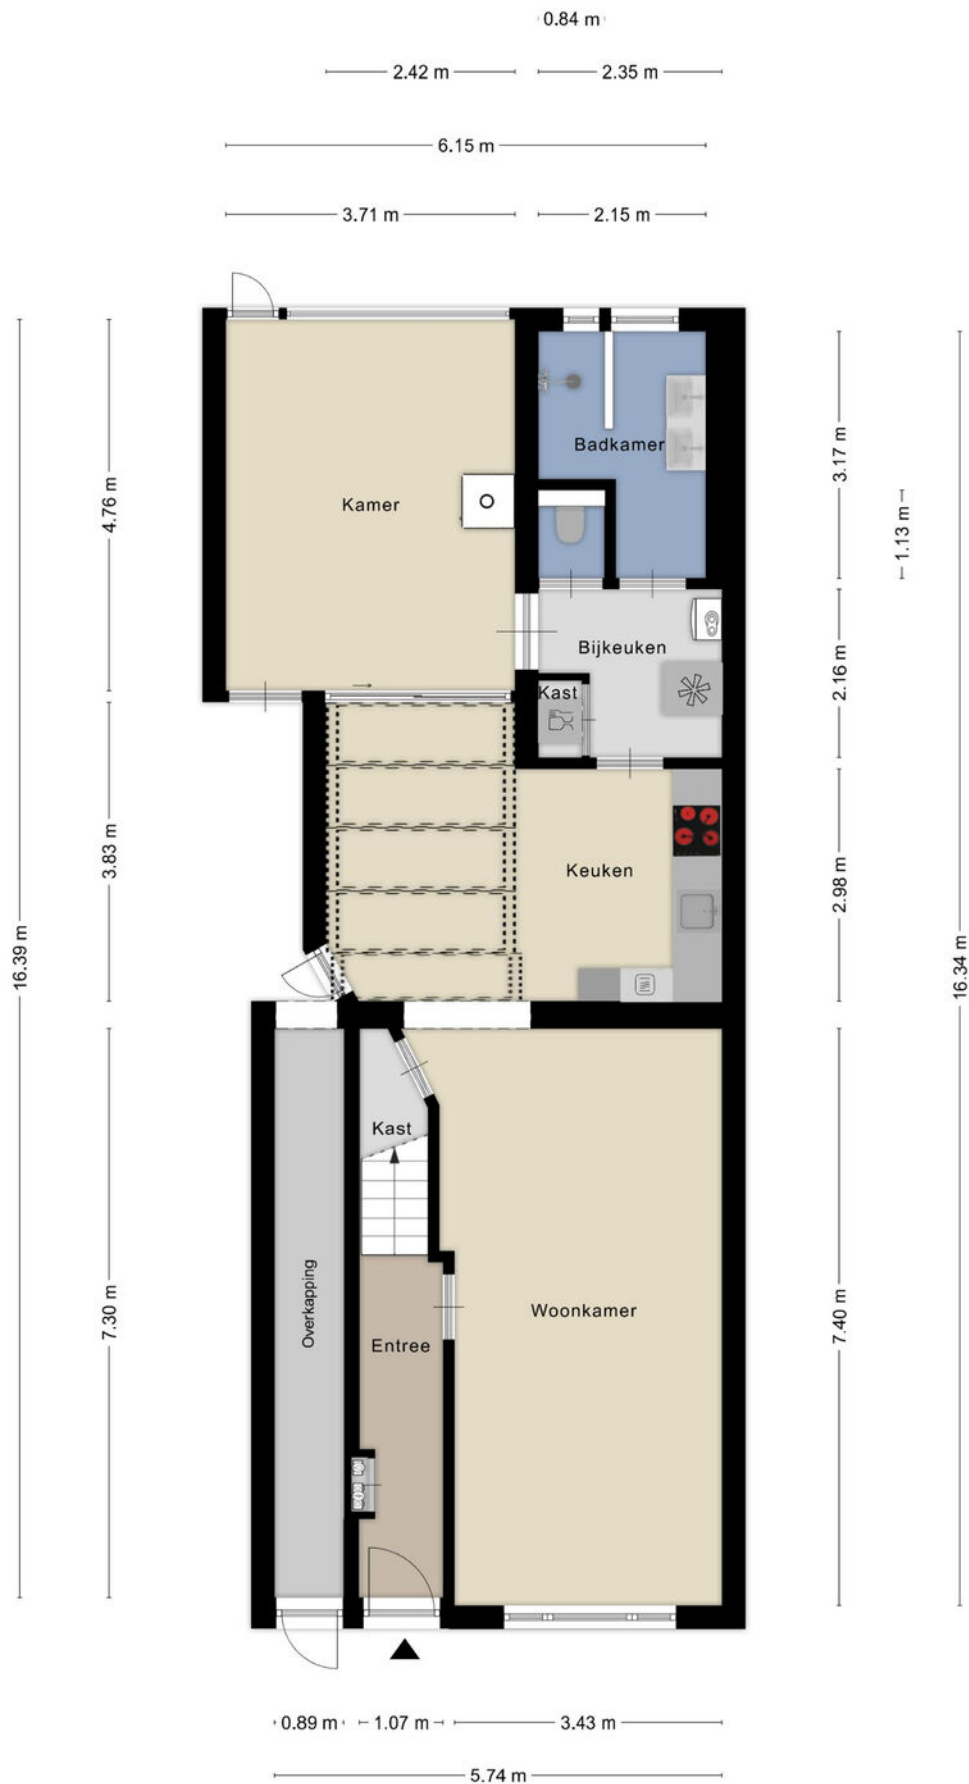 0.84 m
2.42 m
2.35 m
6.15 m
3.71 m
2.15 m
Badkamer
3.17 m
Kamer
4.76 m
1.13 m
Bijkeuken
2.16 m
Kast
3.83 m
Keuken
2.98 m
16.39 m
16.34 m
Kast
Overkapping
7.30 m
Woonkamer
7.40 m
Entree
0.89 m
1.07 m
3.43 m
5.74 m